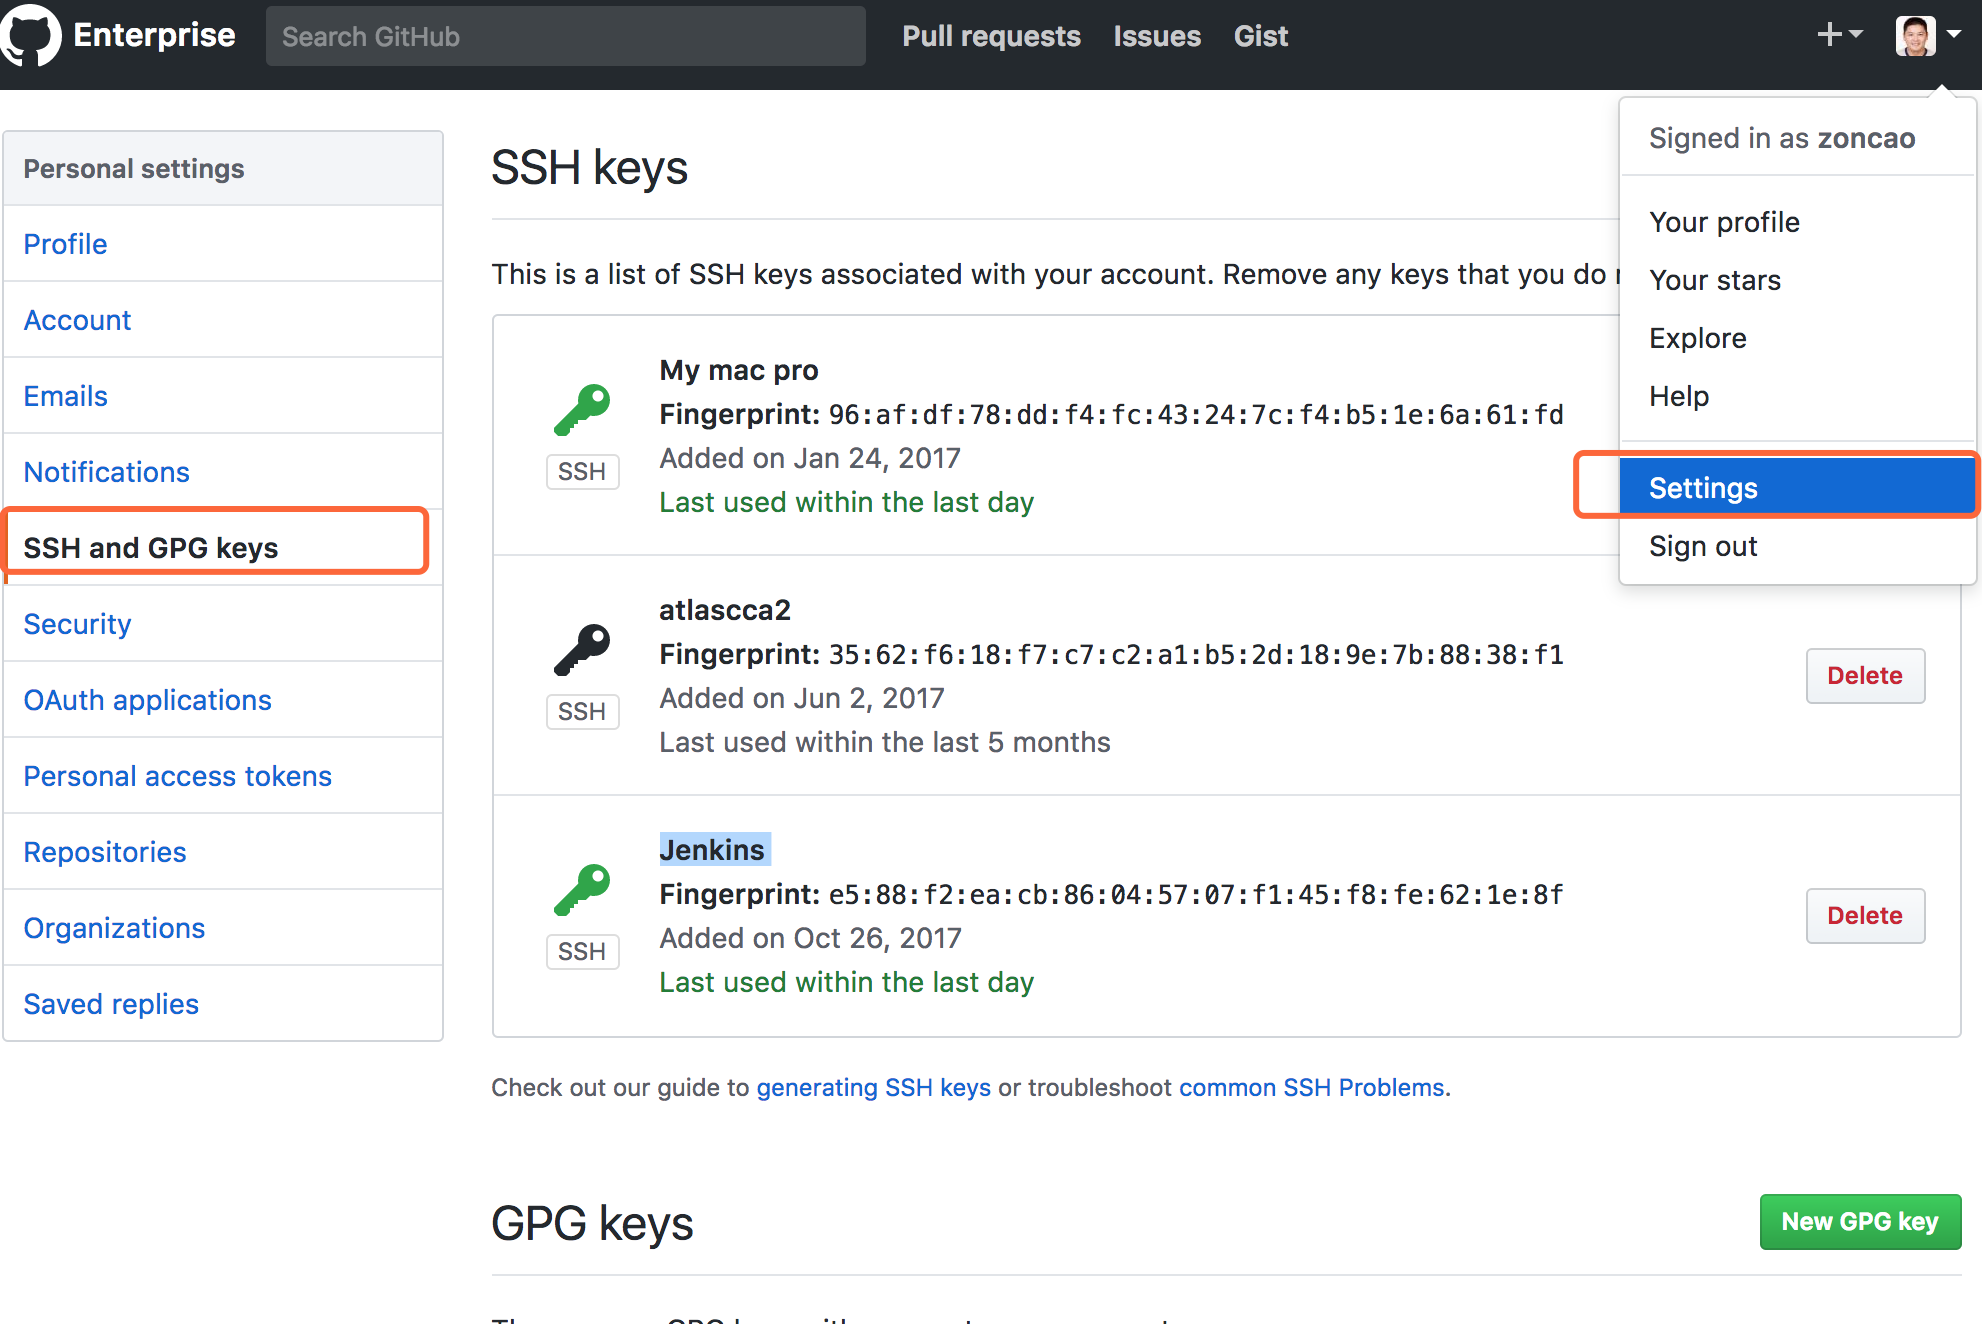 Enterprise
Search GitHub
Pull requests
Issues
Gist
Signed in as zoncao
Your profile
Your stars
Explore
Help
Settings
Sign out
Personal settings
Profile
Account
Emails
Notifications
SSH and GPG keys
Security
OAuth applications
Personal access tokens
Repositories
Organizations
Saved replies
SSH keys
This is a list of SSH keys associated with your account. Remove any keys that you do
My mac pro
Fingerprint: 96:af:df:78:dd:f4:fc:43:24:7c:f4:b5:1e:6a:61:fd
SSH
Added on Jan 24, 2017
Last used within the last day
atlascca2
Fingerprint: 35:62:f6:18:f7:c7:c2:a1:b5:2d:18:9e:7b:88:38:f1
SSH
Added on Jun 2, 2017
Last used within the last 5 months
Delete
Jenkins
Fingerprint: e5:88:f2:ea:cb:86:04:57:07:f1:45:f8:fe:62:1e:8f
SSH
Added on Oct 26, 2017
Last used within the last day
Delete
Check out our guide to generating SSH keys or troubleshoot common SSH Problems.
GPG keys
New GPG key